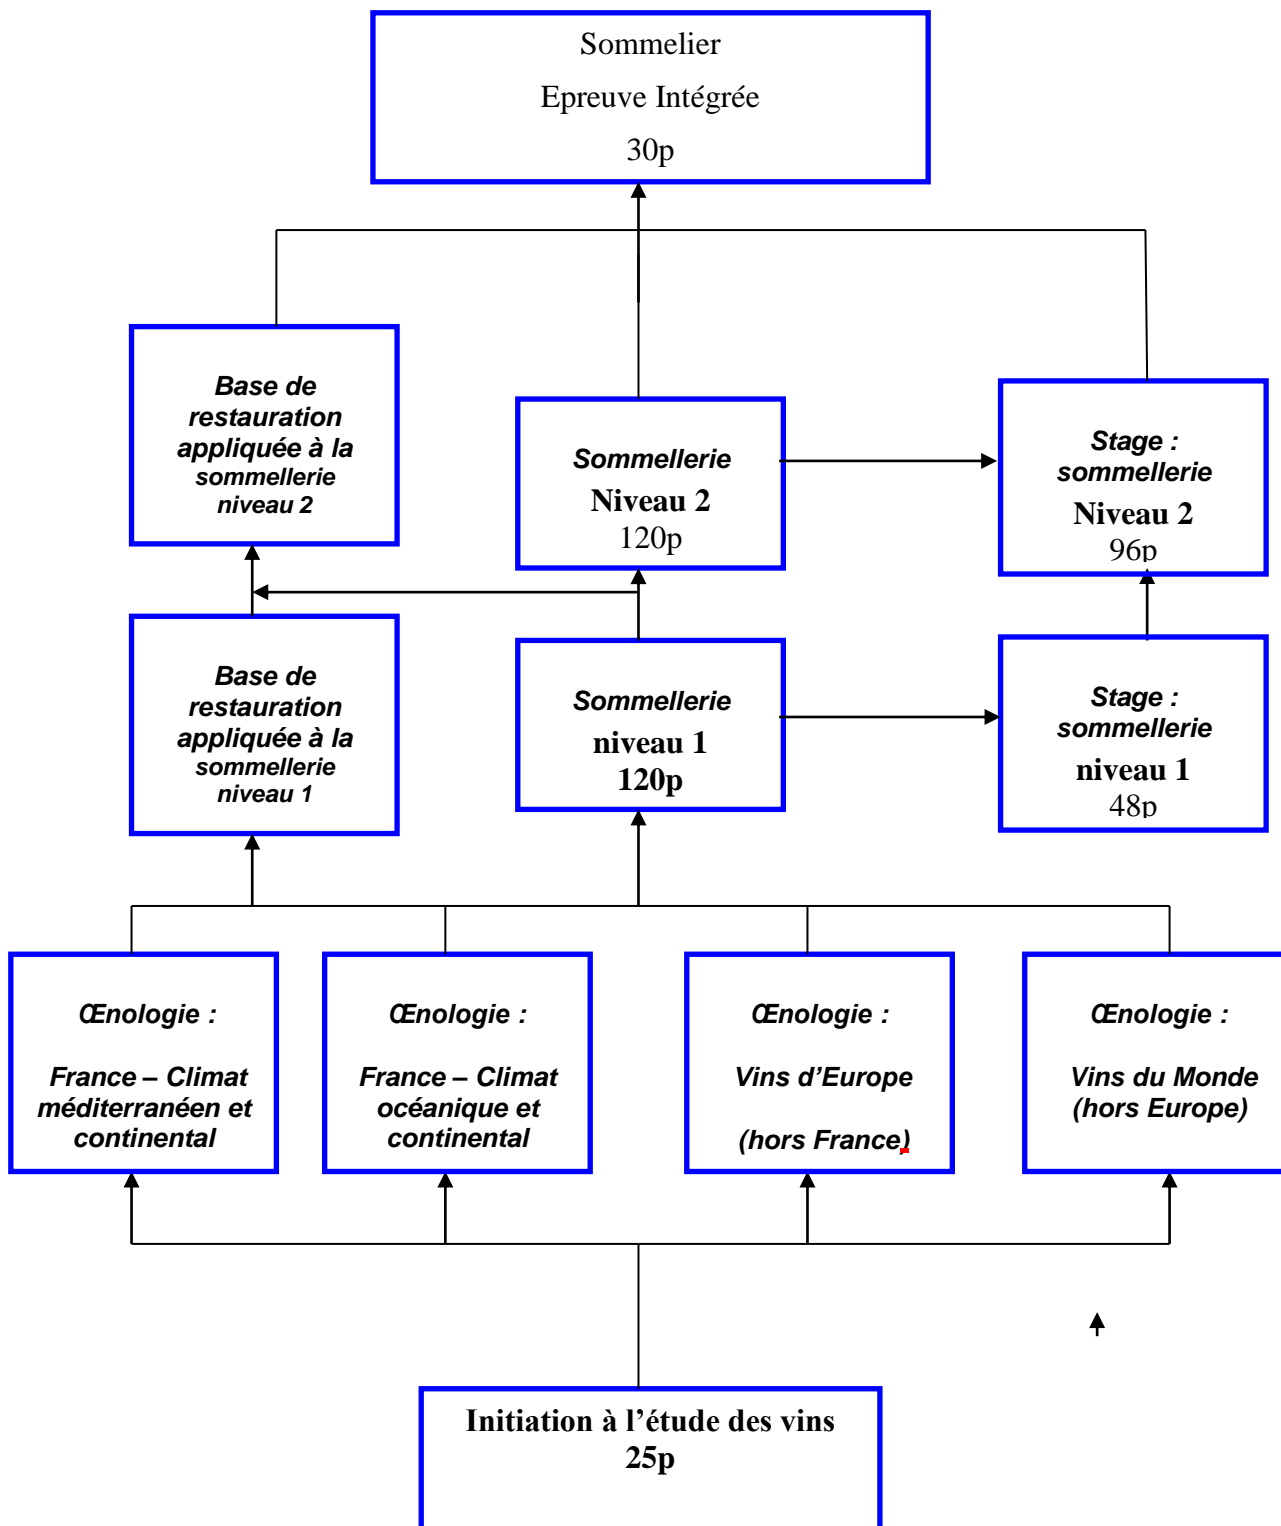 Sommelier
Epreuve Intégrée
30p
Base de
restauration
appliquée à la
sommellerie
niveau 2
Sommellerie
Niveau 2
120p
Stage :
sommellerie
Niveau 2
96p
Base de
restauration
appliquée à la
sommellerie
niveau 1
Sommellerie
niveau 1
120p
Stage :
sommellerie
niveau 1
48p
Œnologie :
France – Climat
méditerranéen et
continental
Œnologie :
France – Climat
océanique et
continental
Œnologie :
Vins d’Europe
(hors France)
Œnologie :
Vins du Monde
(hors Europe)
Initiation à l’étude des vins
25p